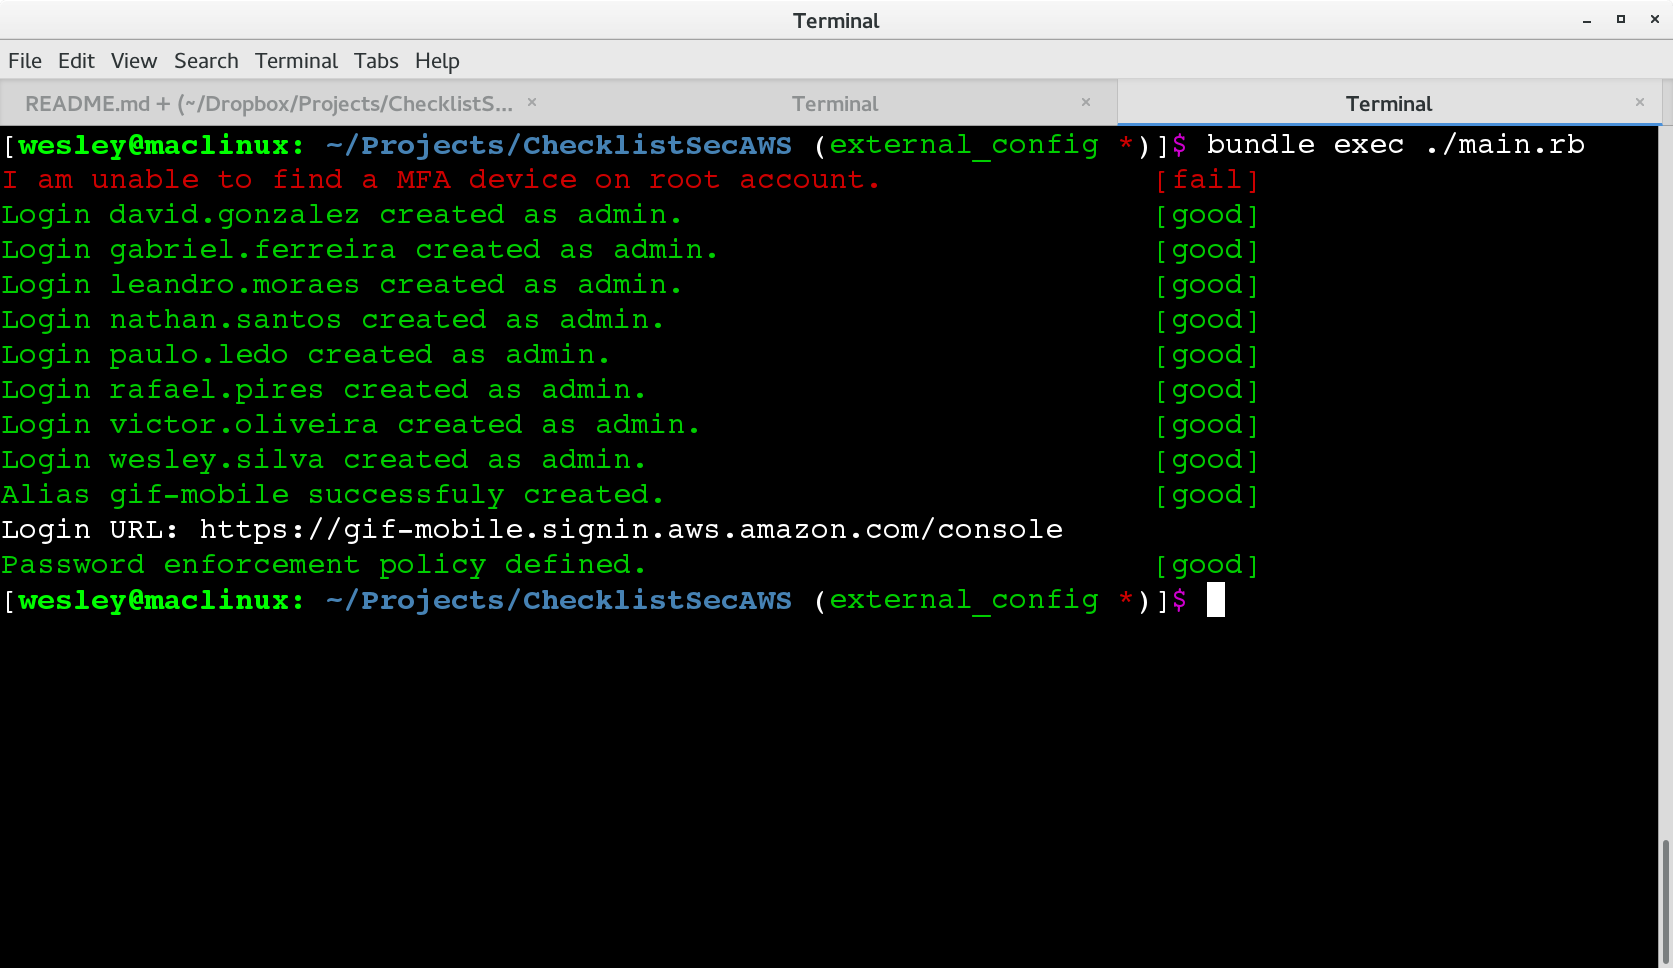 Terminal
File Edit View Search Terminal Tabs Help
README.md + (~/Dropbox/Projects/ChecklistS... × Terminal × Terminal ×
[wesley@maclinux: ~/Projects/ChecklistSecAWS (external_config *)]$ bundle exec ./main.rb
I am unable to find a MFA device on root account. [fail]
Login david.gonzalez created as admin. [good]
Login gabriel.ferreira created as admin. [good]
Login leandro.moraes created as admin. [good]
Login nathan.santos created as admin. [good]
Login paulo.ledo created as admin. [good]
Login rafael.pires created as admin. [good]
Login victor.oliveira created as admin. [good]
Login wesley.silva created as admin. [good]
Alias gif-mobile successfuly created. [good]
Login URL: https://gif-mobile.signin.aws.amazon.com/console
Password enforcement policy defined. [good]
[wesley@maclinux: ~/Projects/ChecklistSecAWS (external_config *)]$